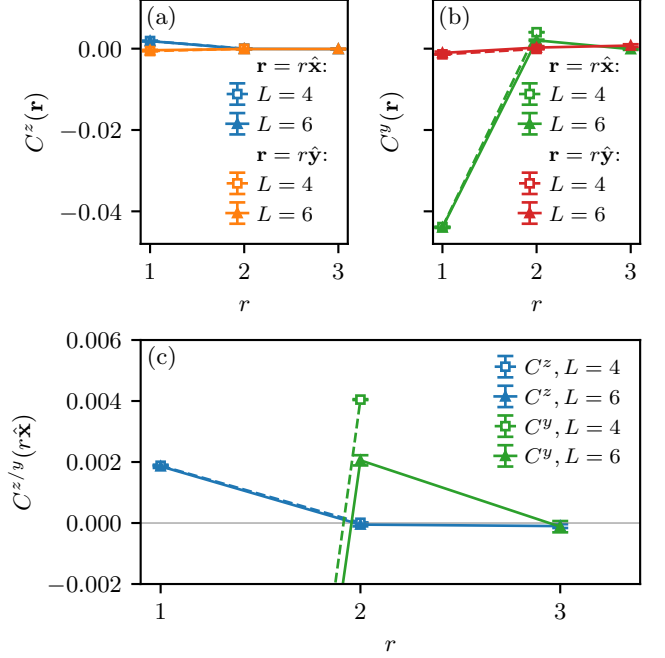 (a)
0.00
−0.02
−0.04
C^z(r)
r = rx̂:
L = 4
L = 6
r = rŷ:
L = 4
L = 6
1 2 3
r
(b)
C^y(r)
r = rx̂:
L = 4
L = 6
r = rŷ:
L = 4
L = 6
1 2 3
r
(c)
0.006
0.004
0.002
0.000
−0.002
C^{z/y}(rx̂)
C^z, L = 4
C^z, L = 6
C^y, L = 4
C^y, L = 6
1 2 3
r